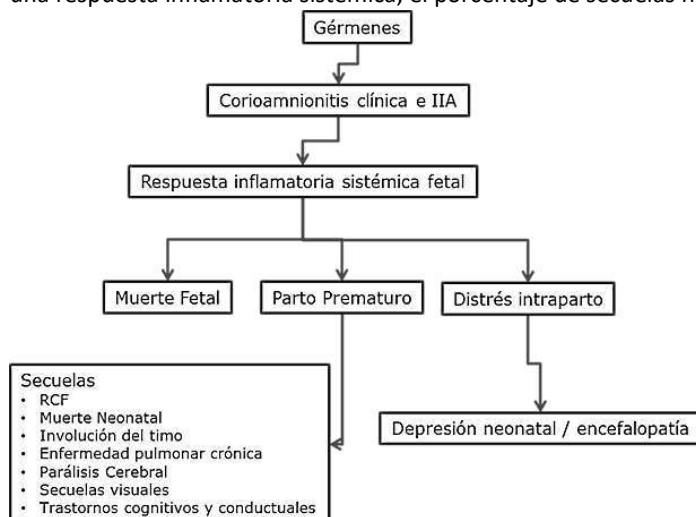 una respuesta inflamatoria sistémica, el porcentaje de secuelas
Gérmenes
Corioamnionitis clínica e IIA
Respuesta inflamatoria sistémica fetal
Muerte Fetal
Parto Prematuro
Distrés intraparto
Secuelas
• RCF
• Muerte Neonatal
• Involución del timo
• Enfermedad pulmonar crónica
• Parálisis Cerebral
• Secuelas visuales
• Trastornos cognitivos y conductuales
Depresión neonatal / encefalopatía